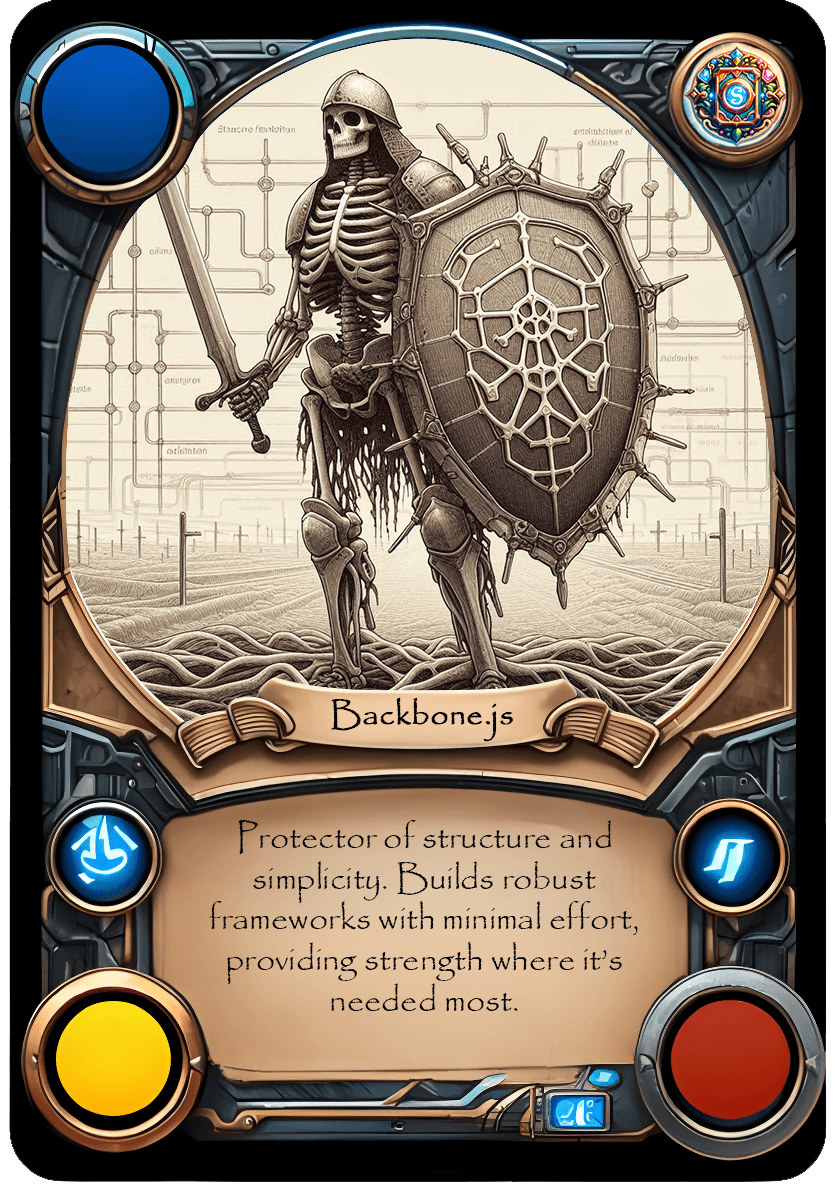 Backbone.js
Protector of structure and
simplicity. Builds robust
frameworks with minimal effort,
providing strength where it's
needed most.